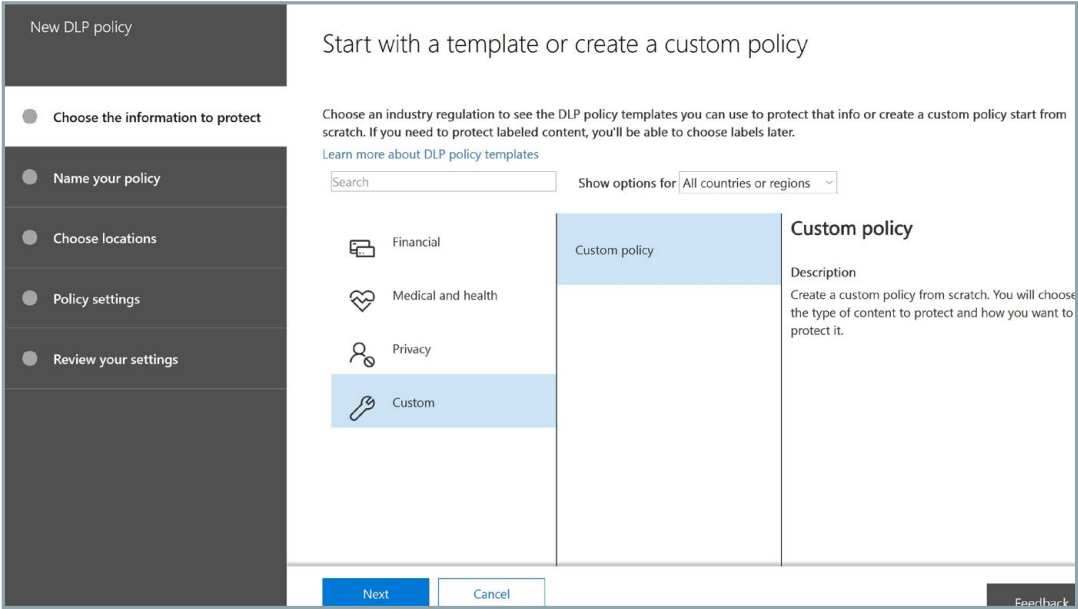 New DLP policy
Choose the information to protect
Name your policy
Choose locations
Policy settings
Review your settings
Start with a template or create a custom policy
Choose an industry regulation to see the DLP policy templates you can use to protect that info or create a custom policy start from
scratch. If you need to protect labeled content, you'll be able to choose labels later.
Learn more about DLP policy templates
Search
Show options for All countries or regions
Financial
Medical and health
Privacy
Custom
Custom policy
Custom policy
Description
Create a custom policy from scratch. You will choose
the type of content to protect and how you want to
protect it.
Next
Cancel
Feedback